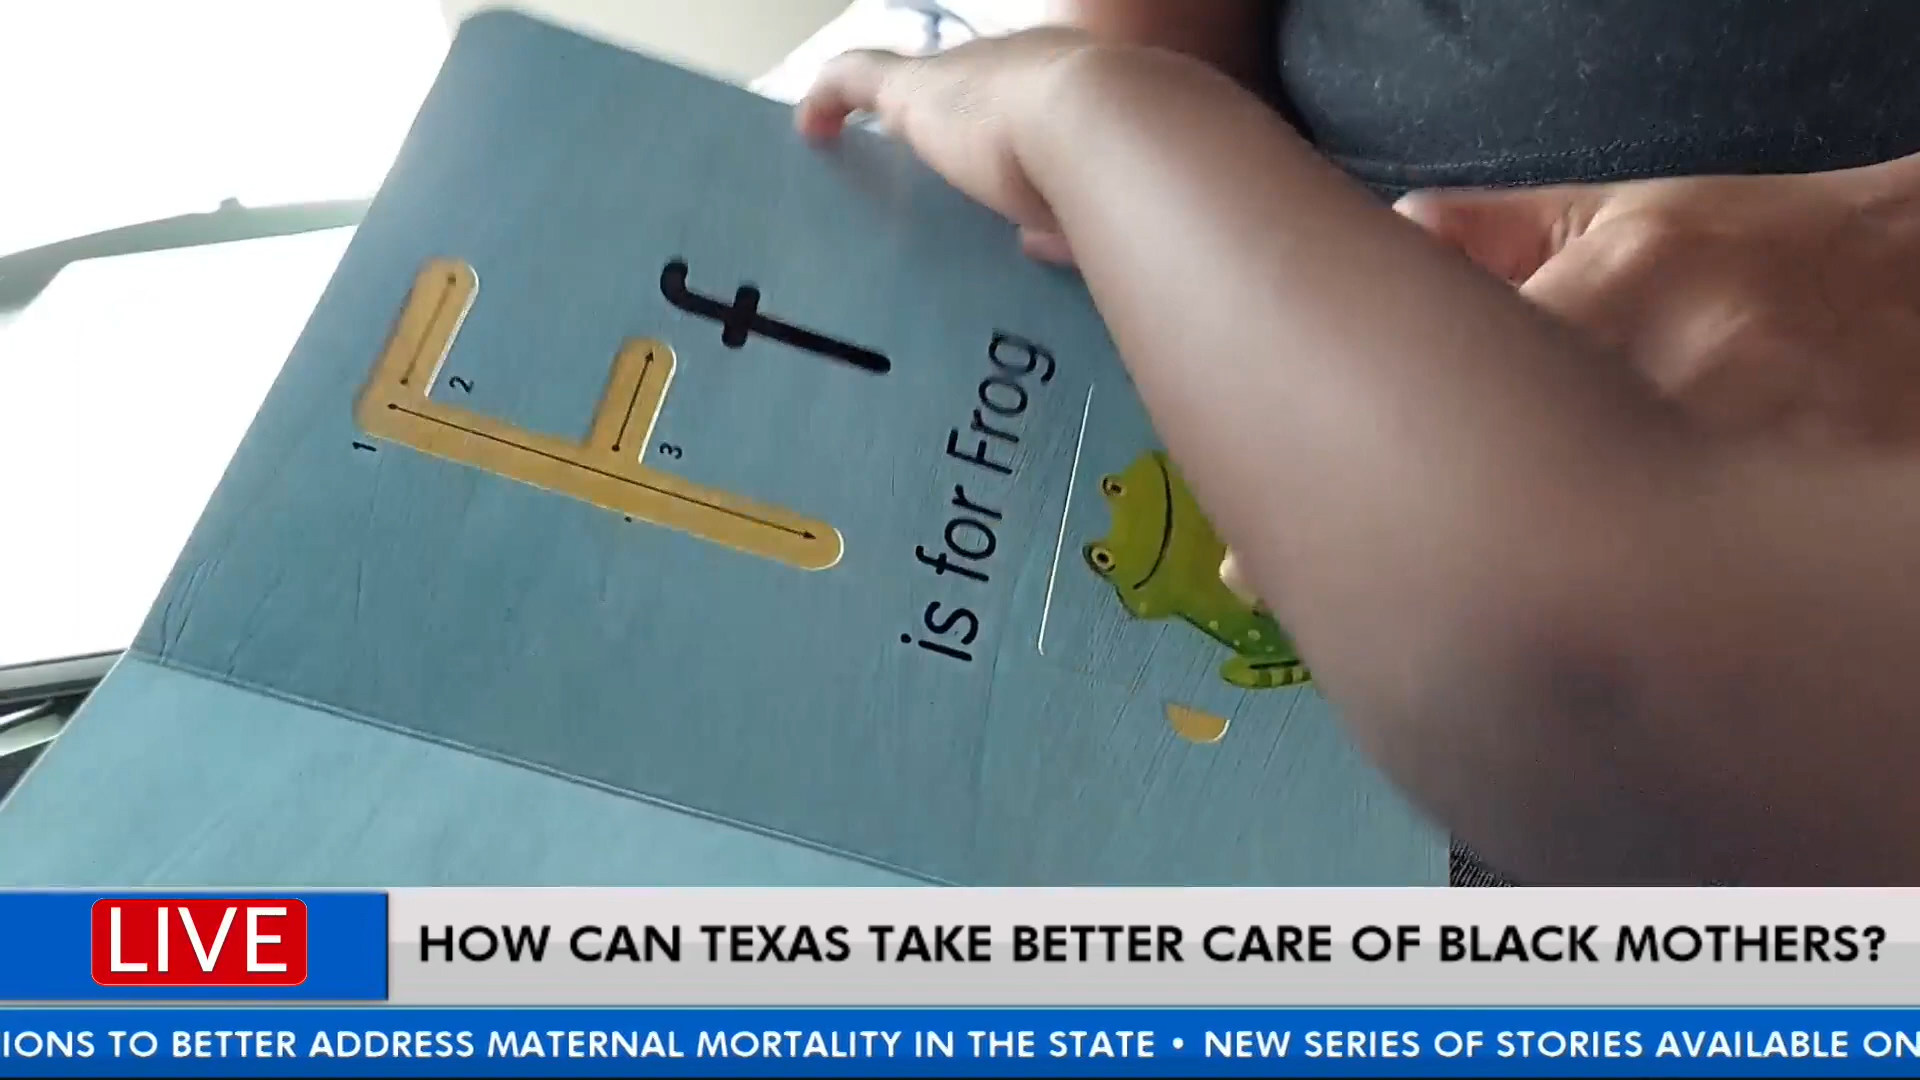 F f
1
2
3
is for Frog
LIVE
HOW CAN TEXAS TAKE BETTER CARE OF BLACK MOTHERS?
IONS TO BETTER ADDRESS MATERNAL MORTALITY IN THE STATE • NEW SERIES OF STORIES AVAILABLE ON